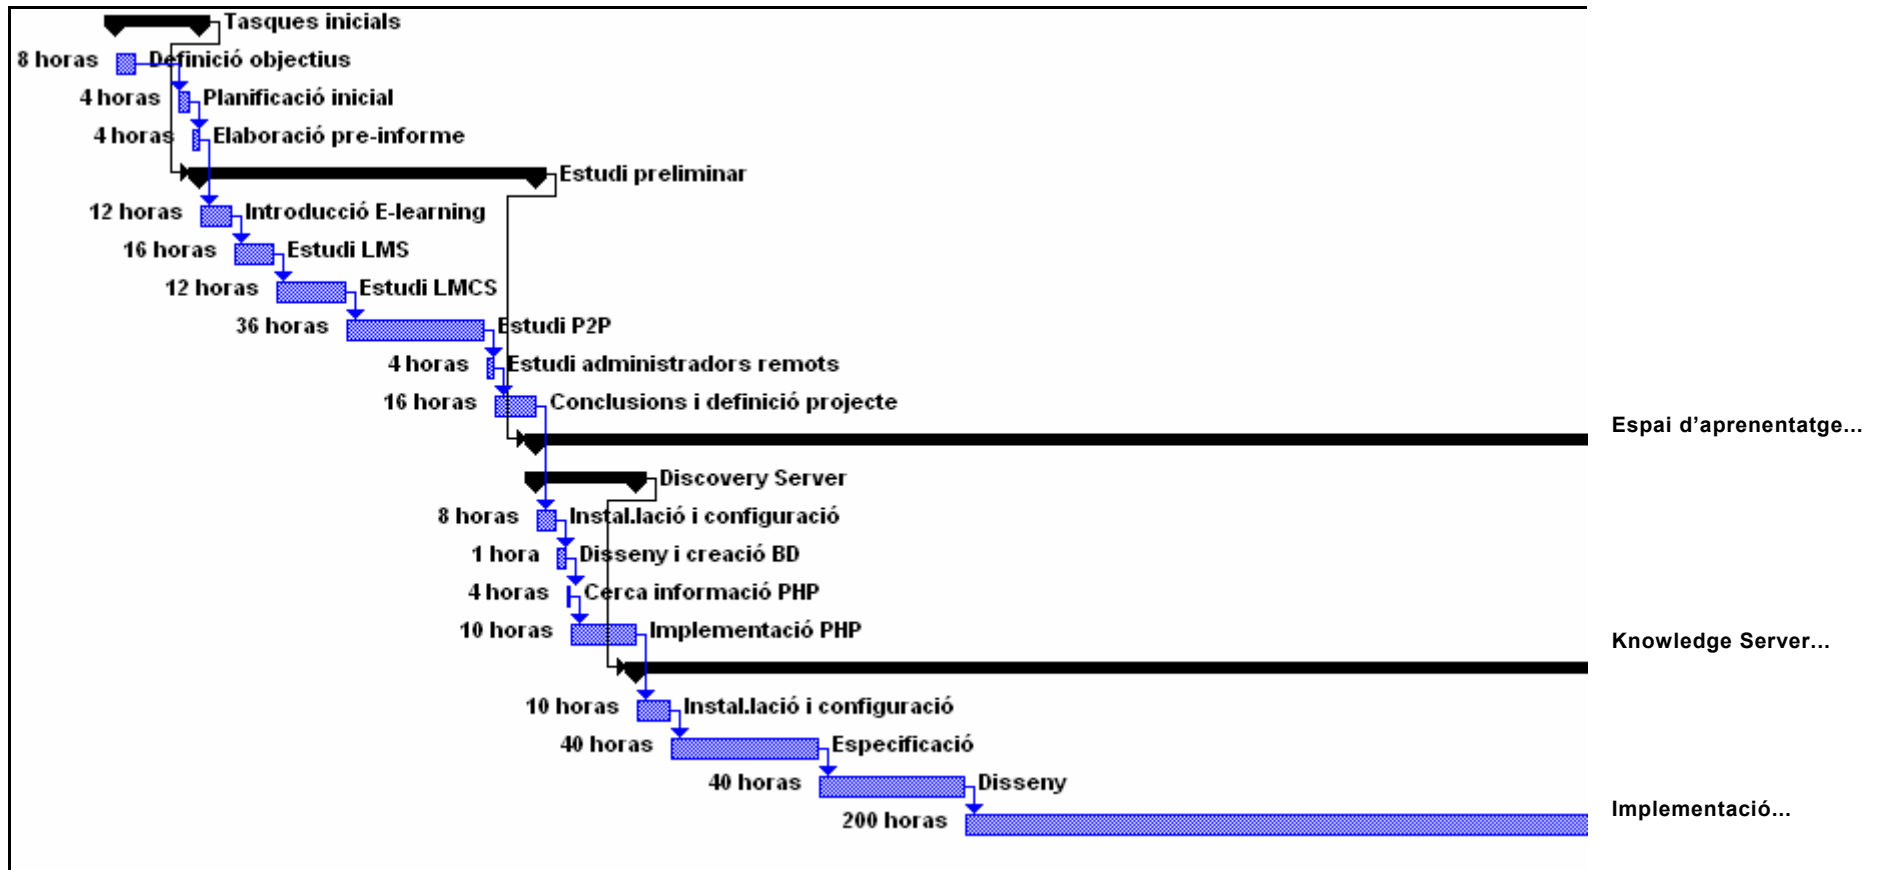 Tasques inicials
8 horas Definició objectius
4 horas Planificació inicial
4 horas Elaboració pre-informe
Estudi preliminar
12 horas Introducció E-learning
16 horas Estudi LMS
12 horas Estudi LMCS
36 horas Estudi P2P
4 horas Estudi administradors remots
16 horas Conclusions i definició projecte
Espai d’aprenentatge...
Discovery Server
8 horas Instal.lació i configuració
1 hora Disseny i creació BD
4 horas Cerca informació PHP
10 horas Implementació PHP
Knowledge Server...
10 horas Instal.lació i configuració
40 horas Especificació
40 horas Disseny
200 horas Implementació...